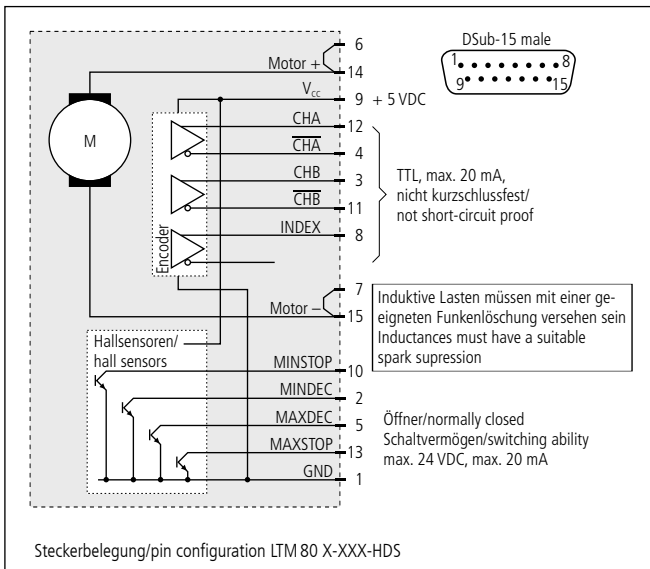 DSub-15 male
1 8
9 15
Motor + 6
14
Vcc 9 + 5 VDC
CHA 12
CHA 4
CHB 3
CHB 11
INDEX 8
M
Encoder
TTL, max. 20 mA,
nicht kurzschlussfest/
not short-circuit proof
7
Motor – 15
Induktive Lasten müssen mit einer ge-
eigneten Funkenlöschung versehen sein
Inductances must have a suitable
spark supression
Hallsensoren/
hall sensors
MINSTOP 10
MINDEC 2
MAXDEC 5
MAXSTOP 13
GND 1
Öffner/normally closed
Schaltvermögen/switching ability
max. 24 VDC, max. 20 mA
Steckerbelegung/pin configuration LTM 80 X-XXX-HDS